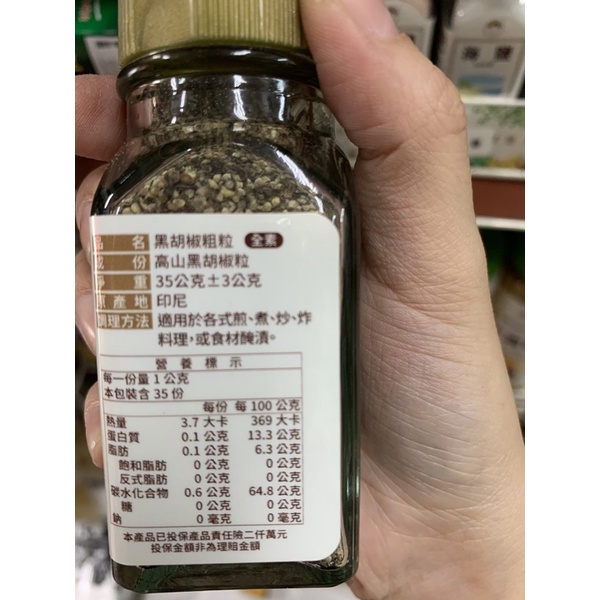 海鹽
品名 黑胡椒粗粒 全素
成份 高山黑胡椒粒
淨重 35公克±3公克
原產地 印尼
調理方法 適用於各式煎、煮、炒、炸
料理,或食材醃漬。
營養標示
每一份量 1 公克
本包裝含 35 份
每份 每 100 公克
熱量 3.7 大卡 369 大卡
蛋白質 0.1 公克 13.3 公克
脂肪 0.1 公克 6.3 公克
飽和脂肪 0 公克 0 公克
反式脂肪 0 公克 0 公克
碳水化合物 0.6 公克 64.8 公克
糖 0 公克 0 公克
鈉 0 毫克 0 毫克
本產品已投保產品責任險二仟萬元
投保金額非為理賠金額